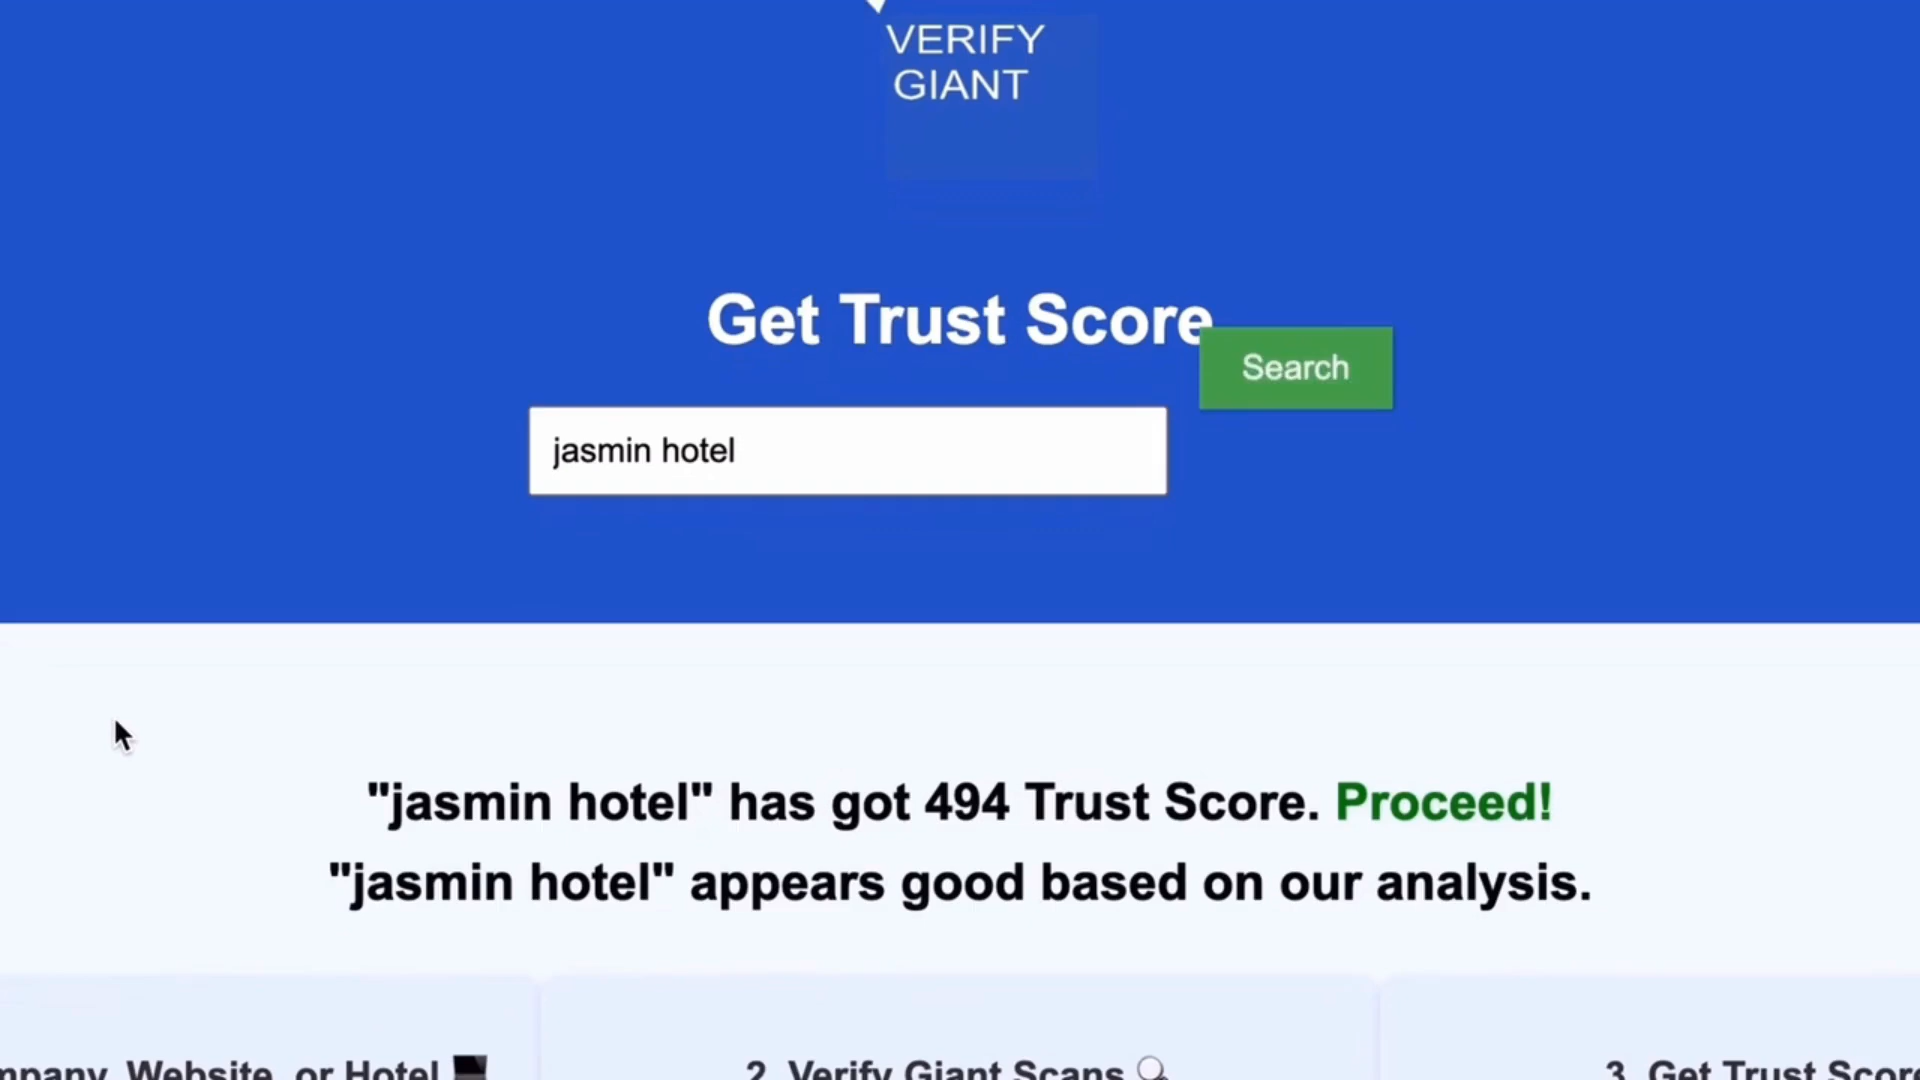 VERIFY
GIANT
Get Trust Score
Search
jasmin hotel
"jasmin hotel" has got 494 Trust Score. Proceed!
"jasmin hotel" appears good based on our analysis.
Website, or Hotel
2. Verify Giant Scans
3. Get Trust Score